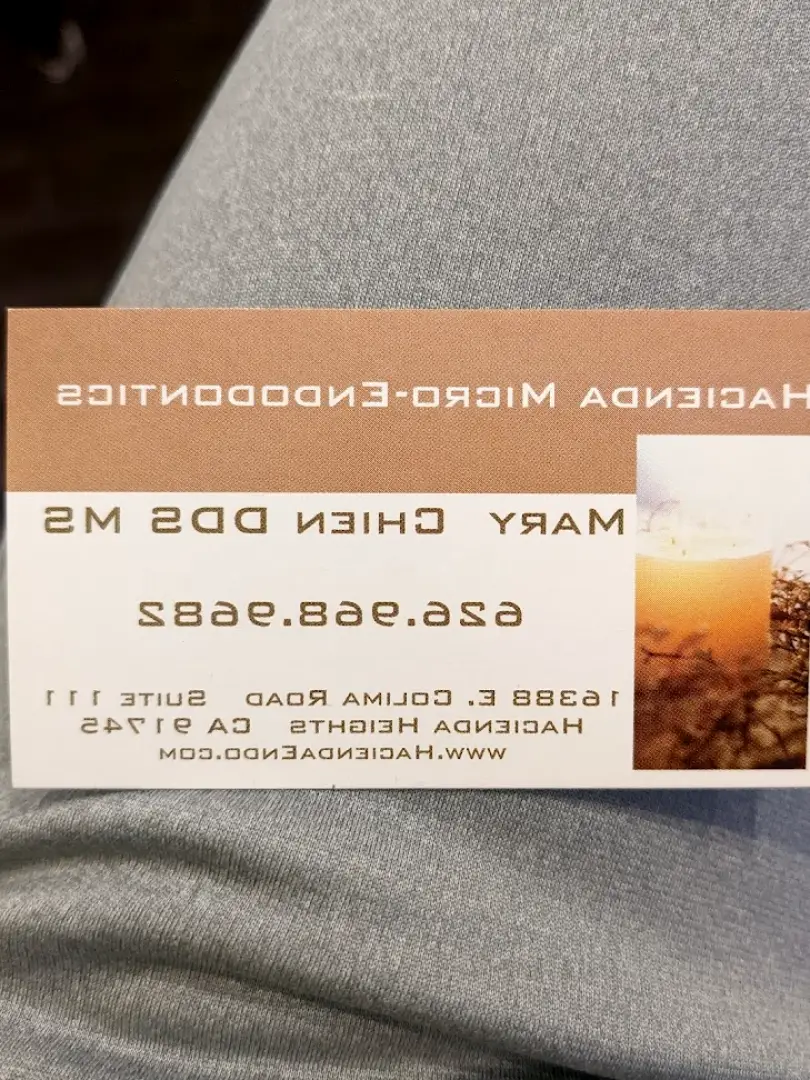 HACIENDA MICRO-ENDODONTICS
MARY CHIEN DDS MS
626.968.9682
16388 E. COLIMA ROAD SUITE 111
HACIENDA HEIGHTS CA 91745
WWW.HACIENDAENDO.COM